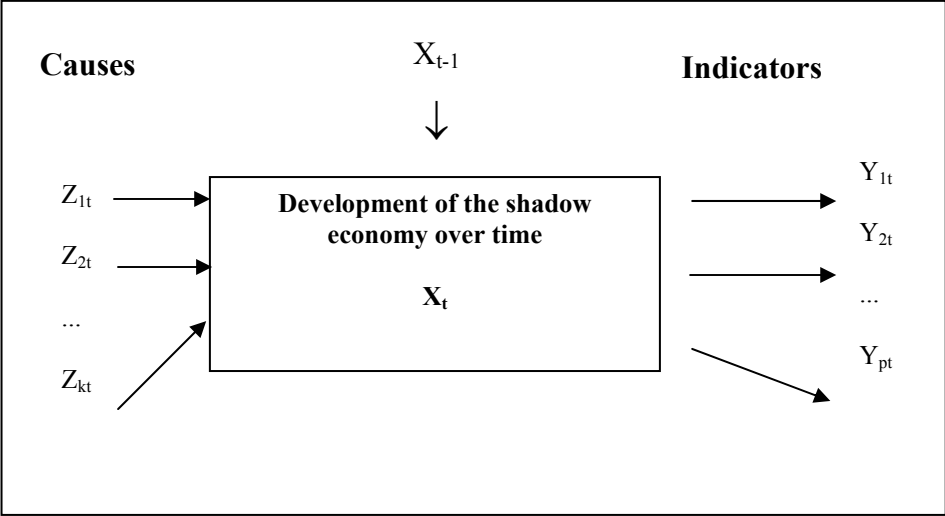 Causes
X_{t-1}
Indicators
Z_{1t}
Z_{2t}
...
Z_{kt}
Development of the shadow
economy over time
X_t
Y_{1t}
Y_{2t}
...
Y_{pt}